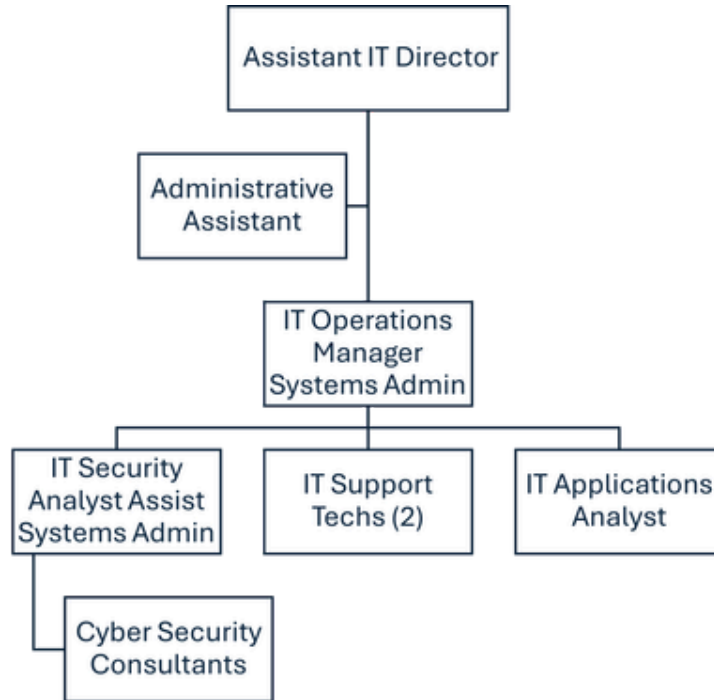 Assistant IT Director
Administrative
Assistant
IT Operations
Manager
Systems Admin
IT Security
Analyst Assist
Systems Admin
IT Support
Techs (2)
IT Applications
Analyst
Cyber Security
Consultants